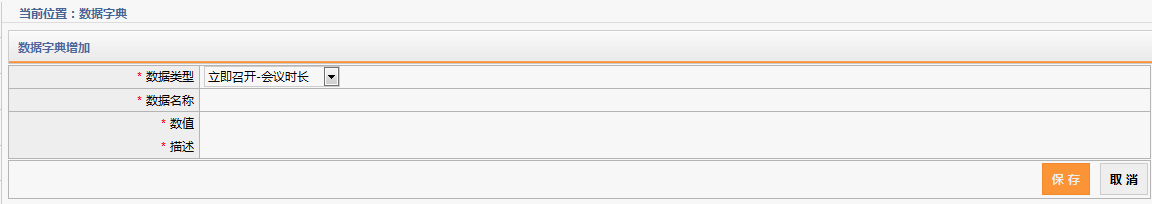 当前位置：数据字典
数据字典增加
* 数据类型 立即召开-会议时长
* 数据名称
* 数值
* 描述
保 存 取 消